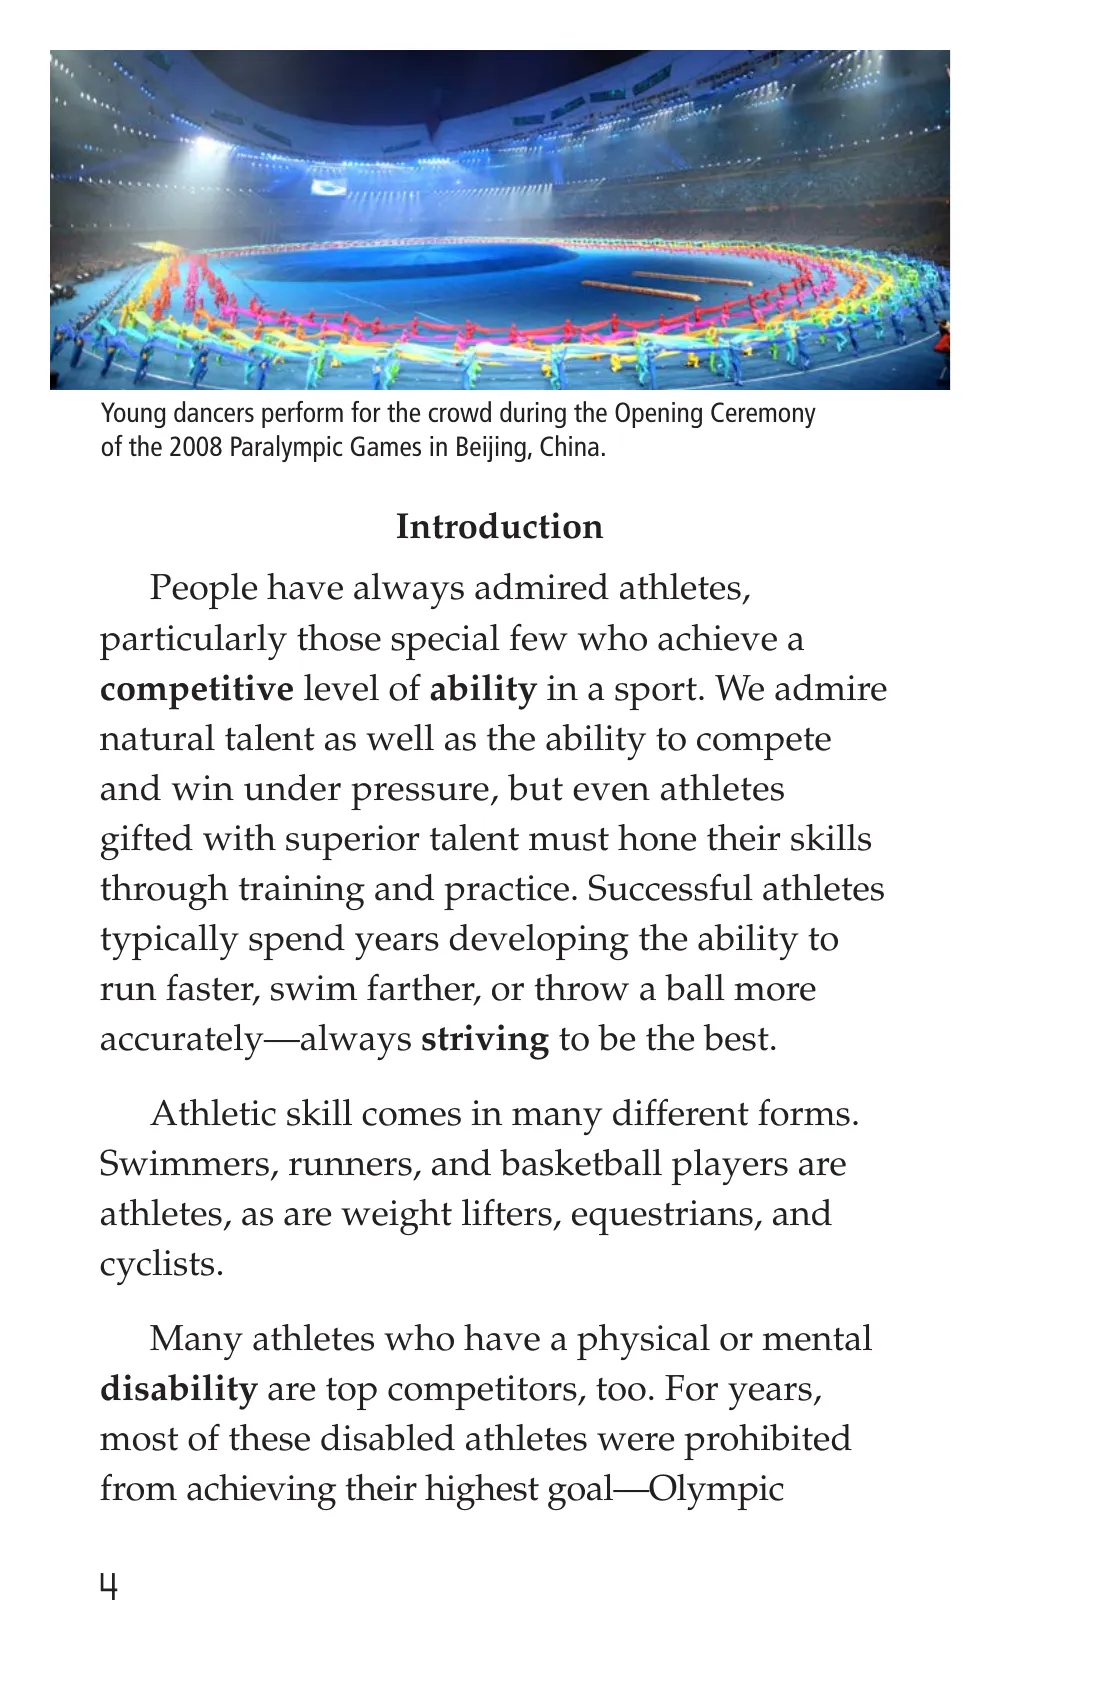 Young dancers perform for the crowd during the Opening Ceremony
of the 2008 Paralympic Games in Beijing, China.
Introduction
People have always admired athletes,
particularly those special few who achieve a
competitive level of ability in a sport. We admire
natural talent as well as the ability to compete
and win under pressure, but even athletes
gifted with superior talent must hone their skills
through training and practice. Successful athletes
typically spend years developing the ability to
run faster, swim farther, or throw a ball more
accurately—always striving to be the best.
Athletic skill comes in many different forms.
Swimmers, runners, and basketball players are
athletes, as are weight lifters, equestrians, and
cyclists.
Many athletes who have a physical or mental
disability are top competitors, too. For years,
most of these disabled athletes were prohibited
from achieving their highest goal—Olympic
4